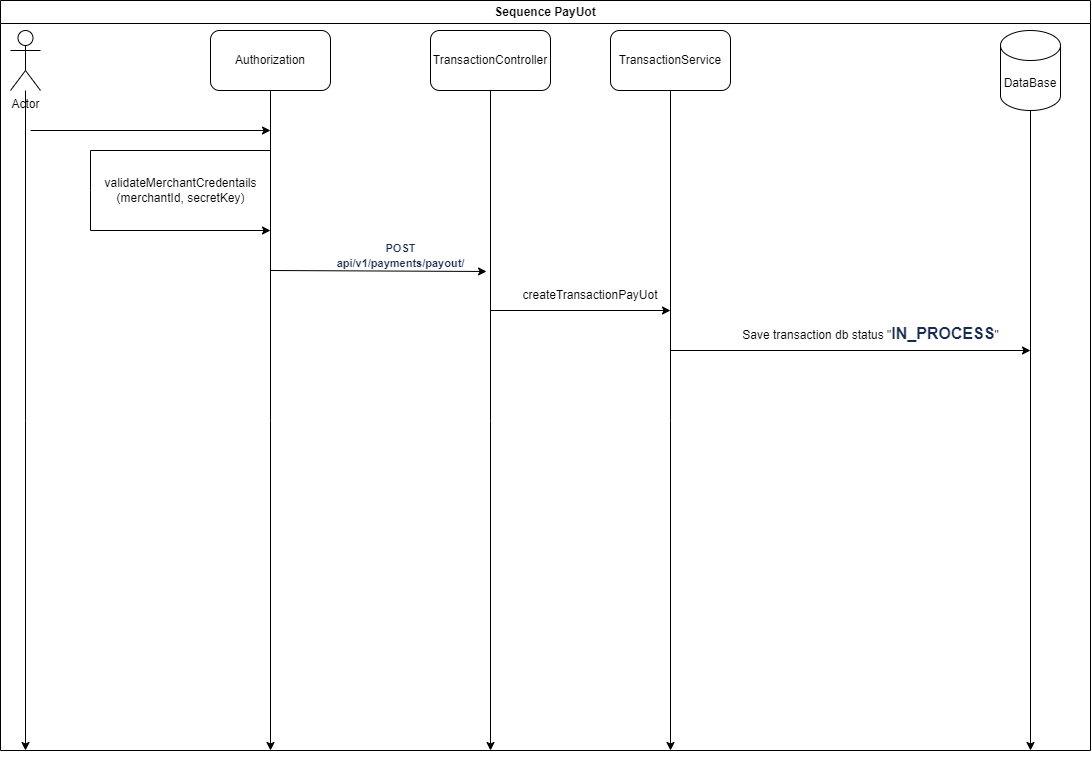 Sequence PayUot
Authorization
TransactionController
TransactionService
DataBase
Actor
validateMerchantCredentails
(merchantId, secretKey)
POST
api/v1/payments/payout/
createTransactionPayUot
Save transaction db status "IN_PROCESS"